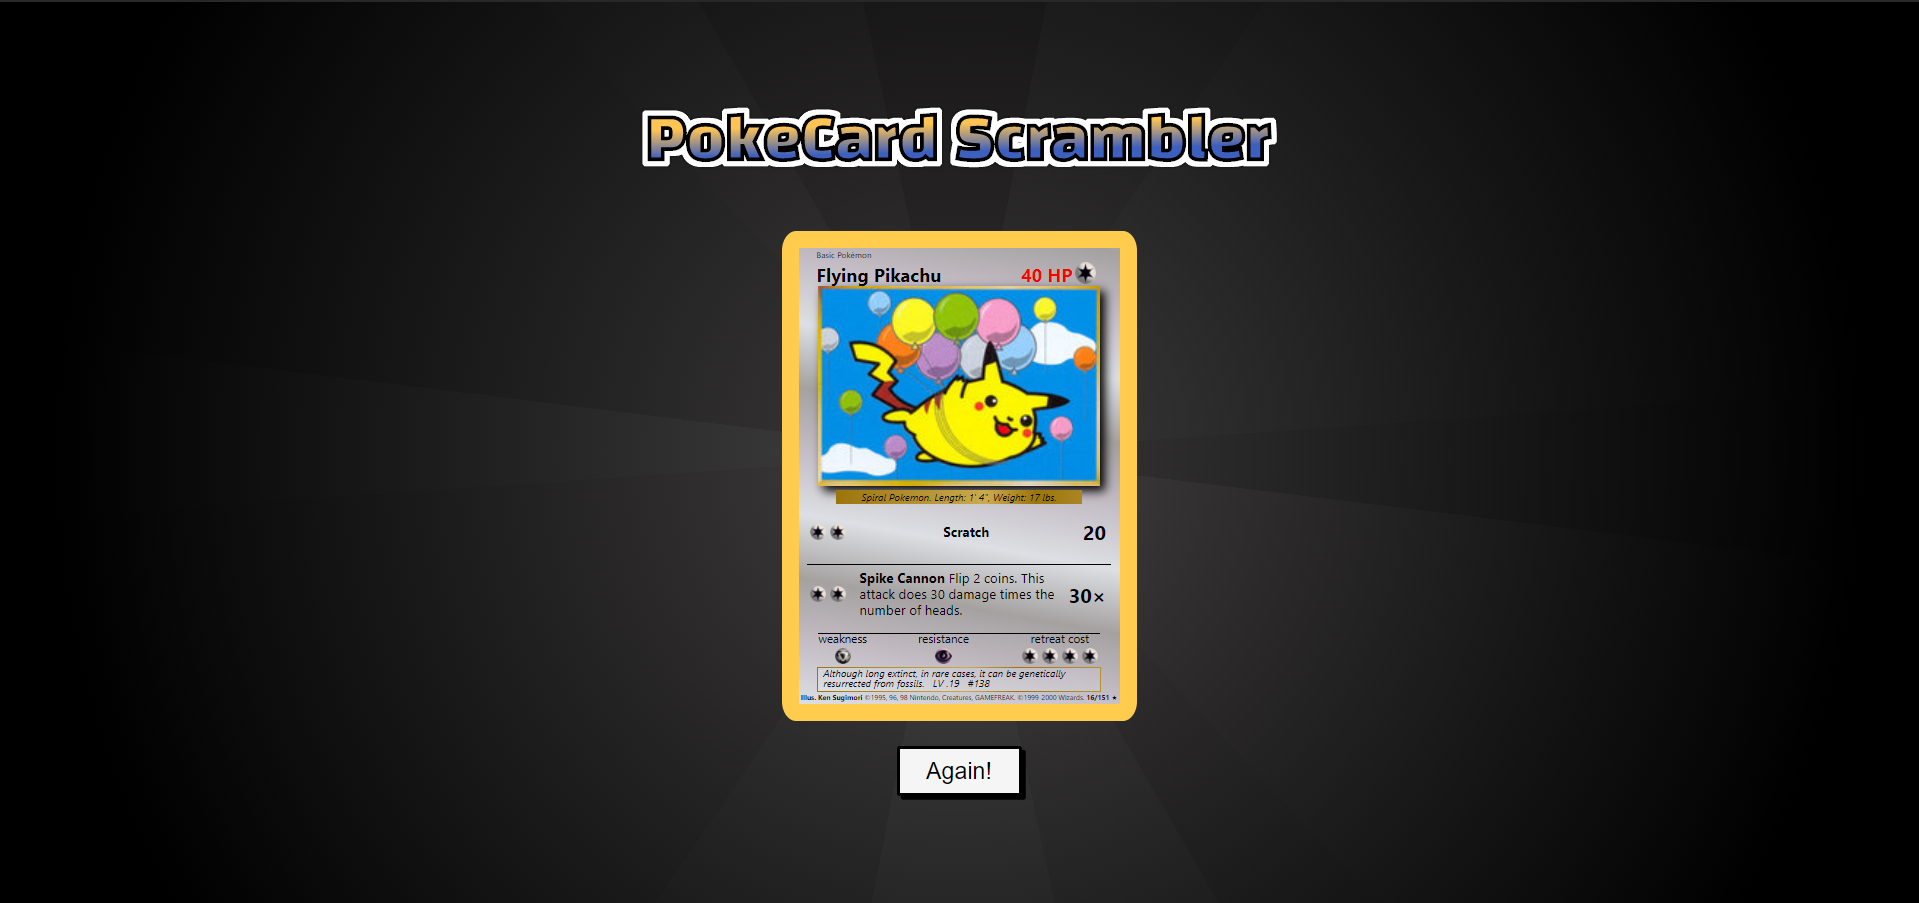 PokeCard Scrambler
Basic Pokémon
Flying Pikachu 40 HP
Spiral Pokemon. Length: 1' 4", Weight: 17 lbs.
Scratch 20
Spike Cannon Flip 2 coins. This
attack does 30 damage times the
number of heads.
30×
weakness resistance retreat cost
Although long extinct, in rare cases, it can be genetically
resurrected from fossils. LV .19 #138
Illus. Ken Sugimori ©1995, 96, 98 Nintendo, Creatures, GAMEFREAK. ©1999-2000 Wizards. 16/151 ★
Again!